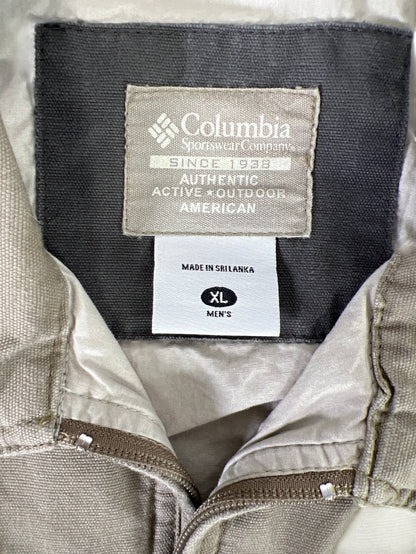 Columbia
Sportswear Company
SINCE 1938
AUTHENTIC
ACTIVE ★ OUTDOOR
AMERICAN
MADE IN SRI LANKA
XL
MEN'S